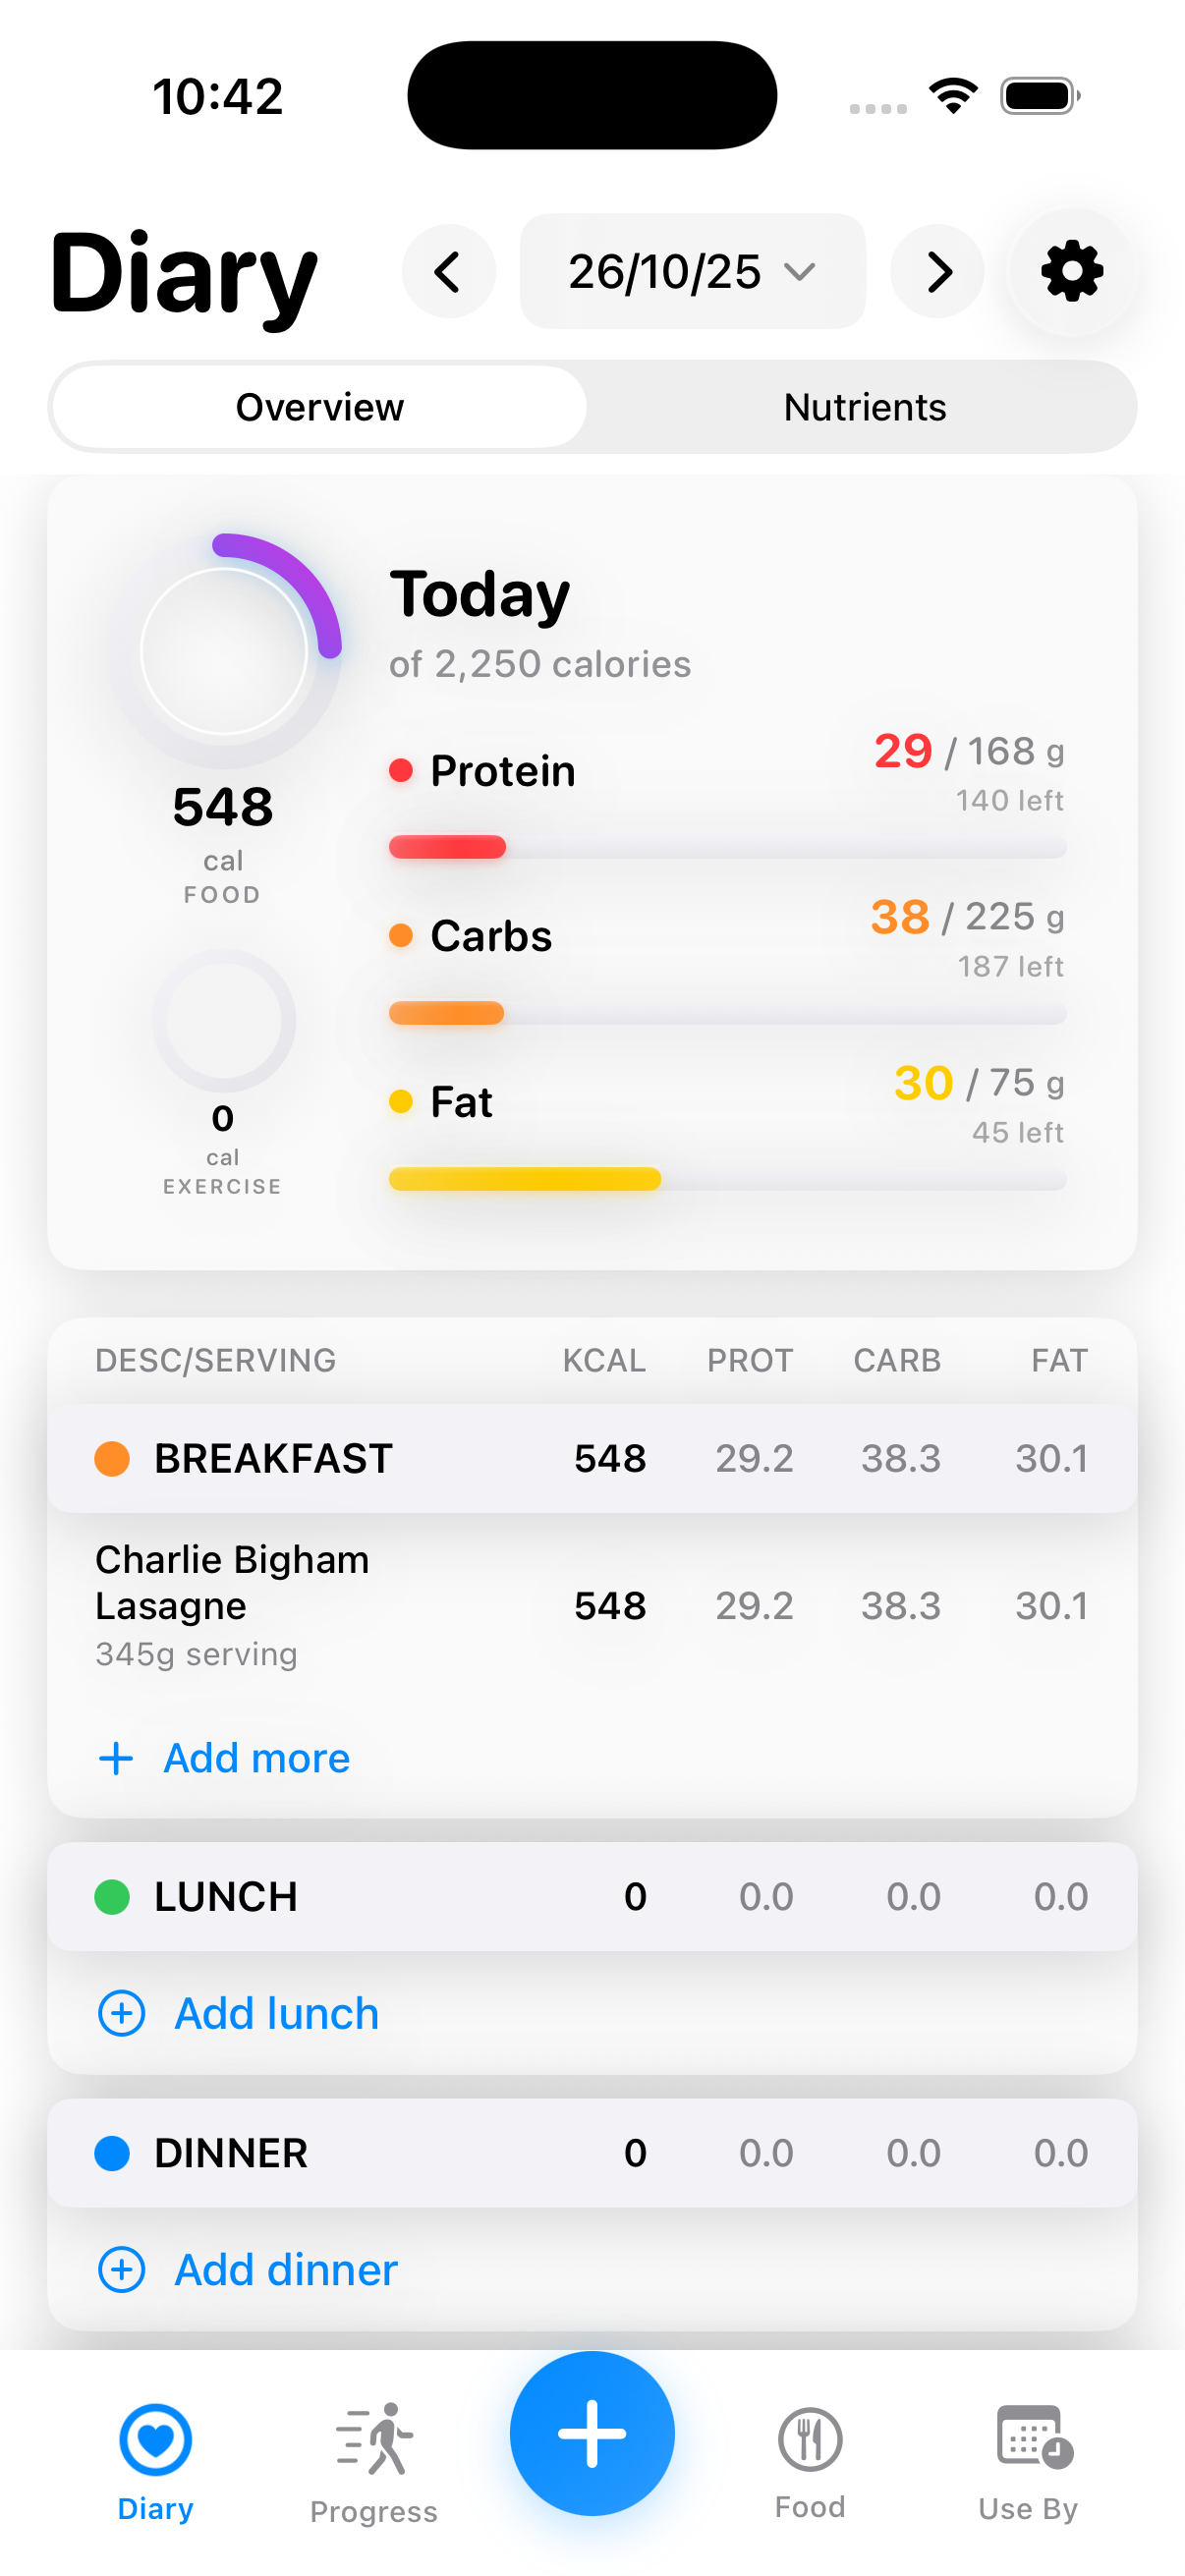 10:42
Diary
26/10/25
Overview
Nutrients
Today
of 2,250 calories
548
cal
FOOD
0
cal
EXERCISE
Protein
29 / 168 g
140 left
Carbs
38 / 225 g
187 left
Fat
30 / 75 g
45 left
DESC/SERVING KCAL PROT CARB FAT
BREAKFAST 548 29.2 38.3 30.1
Charlie Bigham
Lasagne 548 29.2 38.3 30.1
345g serving
+ Add more
LUNCH 0 0.0 0.0 0.0
Add lunch
DINNER 0 0.0 0.0 0.0
Add dinner
Diary
Progress
Food
Use By